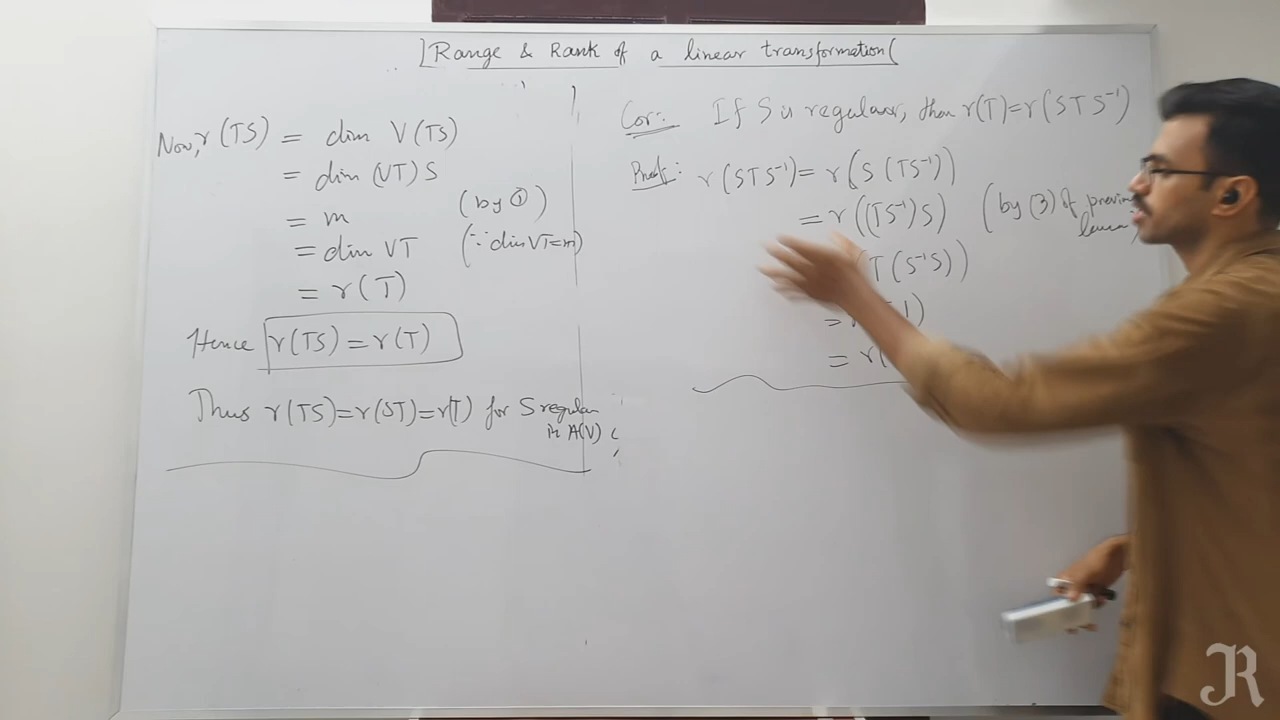 Range & Rank of a linear transformation
Now, r(TS) = dim V(TS)
= dim (VT)S
= m (by ①)
= dim VT (∵ dim VT=m)
= r(T)
Hence r(TS) = r(T)
Thus r(TS)=r(ST)=r(T) for S regular
in A(V)
Cor:- If S is regular, then r(T)=r(STS⁻¹)
Proof: r(STS⁻¹)= r(S(TS⁻¹))
= r((TS⁻¹)S) (by (3) of
T(S⁻¹S))
=
= r(
JR